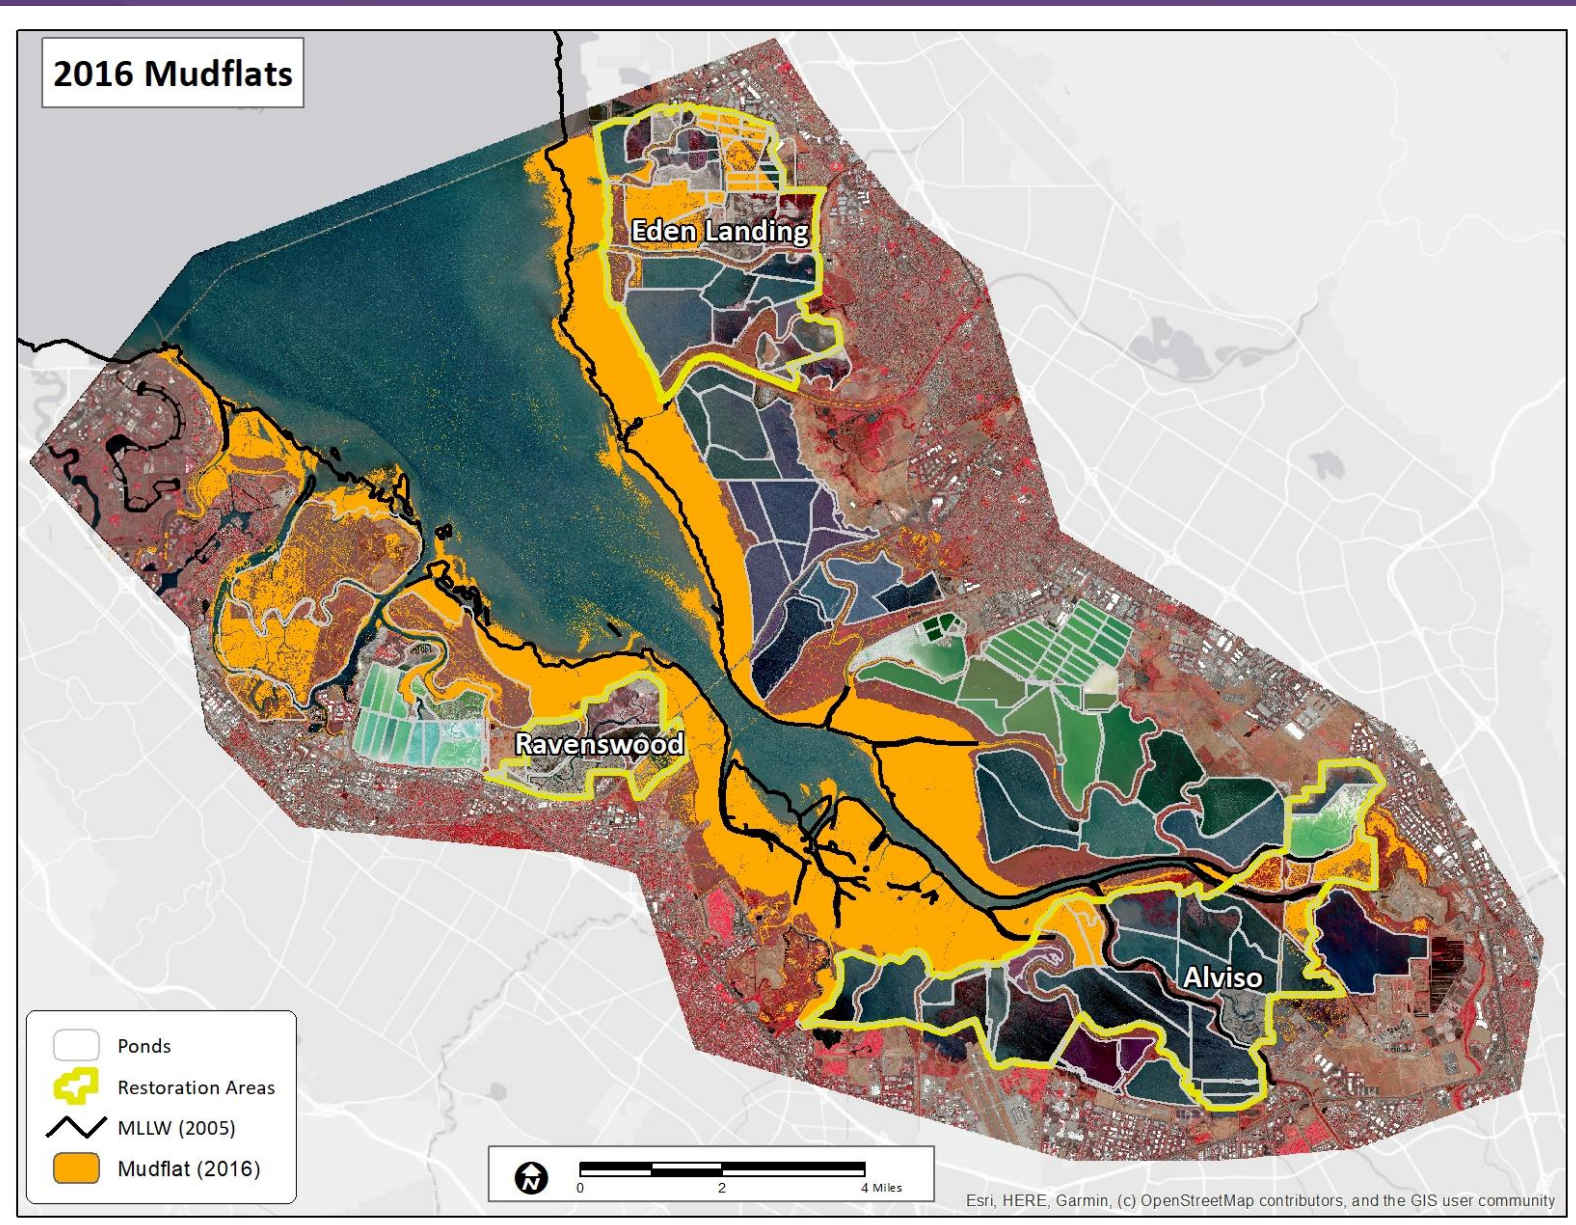 2016 Mudflats
Eden Landing
Ravenswood
Alviso
Ponds
Restoration Areas
MLLW (2005)
Mudflat (2016)
N
0 2 4 Miles
Esri, HERE, Garmin, (c) OpenStreetMap contributors, and the GIS user community